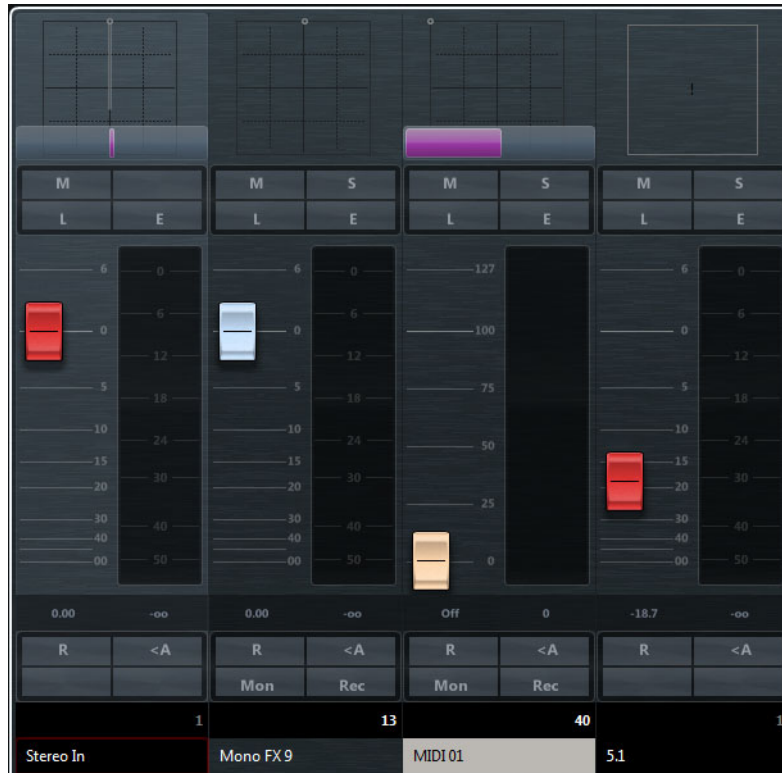 !
M M S M S M S
L E L E L E L E
6 0 6 0 127 6 0
6 6 6
0 0 100 0
12 12 12
5 5 75 5
18 18 18
10 10 10
24 24 50 24
15 15 15
30 30 30
20 20 20
25
30 30 30
40 40 40
40 40 40
00 50 00 50 0 00 50
0.00 -oo 0.00 -oo Off 0 -18.7 -oo
R <A R <A R <A R <A
Mon Rec Mon Rec
1 13 40 1
Stereo In Mono FX 9 MIDI 01 5.1